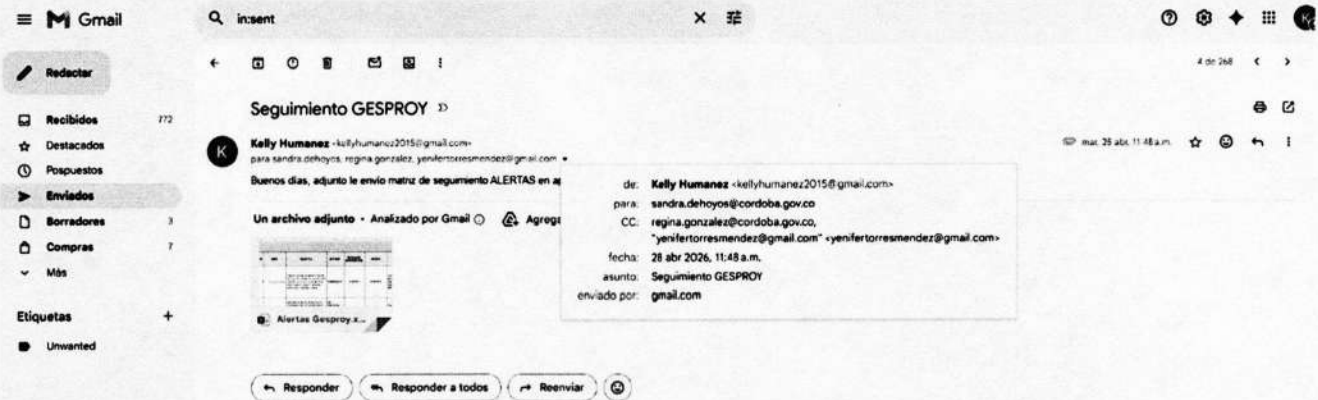 Gmail
in:sent
Redactar
4 de 268
Seguimiento GESPROY
Recibidos 772
Destacados
Pospuestos
Enviados
Borradores 3
Compras 7
Más
Etiquetas
Unwanted
K
Kelly Humanez <kellyhumanez2015@gmail.com>
mar, 28 abr, 11:48 a.m.
para sandra.dehoyos, regina.gonzalez, yenifertorresmendez@gmail.com
Buenos días, adjunto le envío matriz de seguimiento ALERTAS en
Un archivo adjunto • Analizado por Gmail
Agrega
Alertas Gesproy.x...
de: Kelly Humanez <kellyhumanez2015@gmail.com>
para: sandra.dehoyos@cordoba.gov.co
CC: regina.gonzalez@cordoba.gov.co,
"yenifertorresmendez@gmail.com" <yenifertorresmendez@gmail.com>
fecha: 28 abr 2026, 11:48 a.m.
asunto: Seguimiento GESPROY
enviado por: gmail.com
Responder
Responder a todos
Reenviar